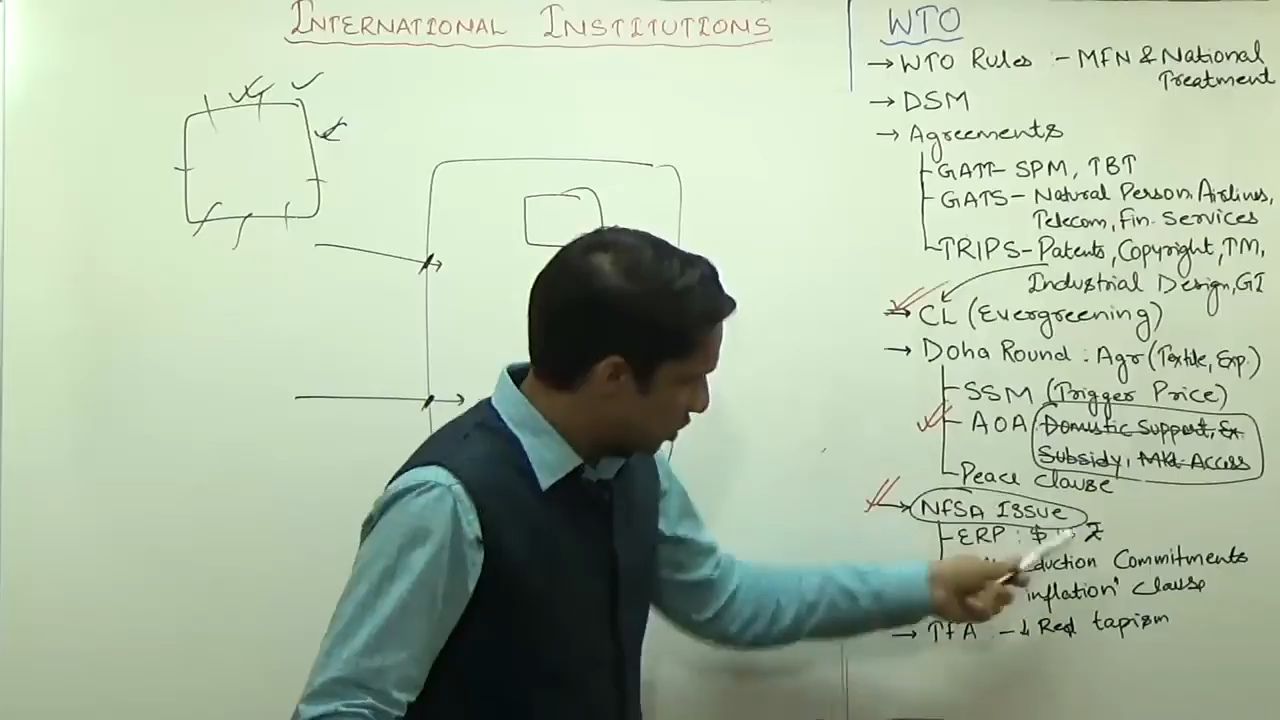 INTERNATIONAL INSTITUTIONS
WTO
→ WTO Rules :- MFN & National
Treatment
→ DSM
→ Agreements
GATT- SPM, TBT
GATS - Natural Person, Airlines,
Telecom, Fin. Services
TRIPS - Patents, Copyright, TM,
Industrial Design, GI
→ CL (Evergreening)
→ Doha Round : Agr (Textile, Exp.)
SSM (Trigger Price)
AOA Domestic Support, Ex
Subsidy, Mkt Access
Peace Clause
→ NFSA Issue
ERP : $ ₹
duction Commitments
inflation' Clause
→ TFA - ↓ Red tapism